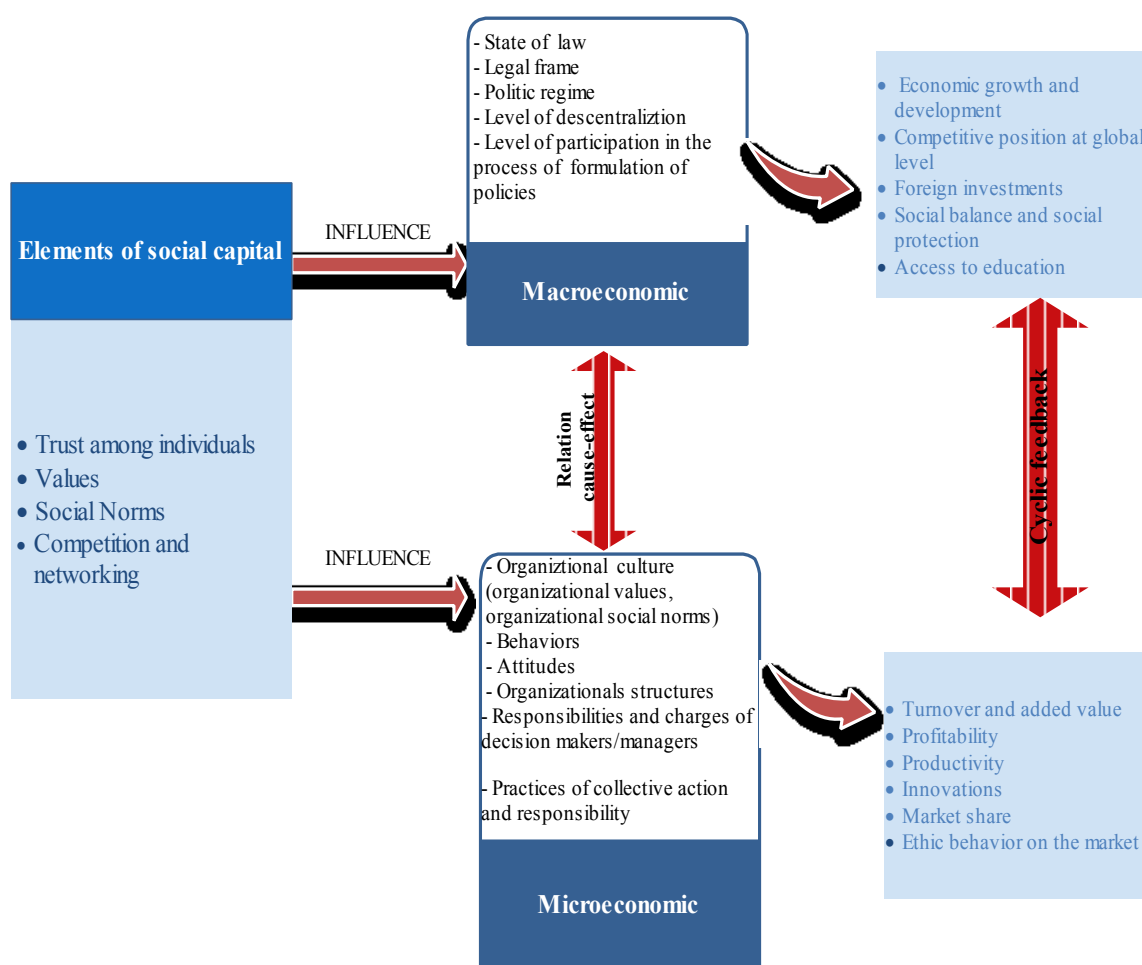 Elements of social capital
• Trust among individuals
• Values
• Social Norms
• Competition and
networking
INFLUENCE
INFLUENCE
- State of law
- Legal frame
- Politic regime
- Level of descentraliztion
- Level of participation in the
process of formulation of
policies
Macroeconomic
Relation
cause-effect
- Organiztional culture
(organizational values,
organizational social norms)
- Behaviors
- Attitudes
- Organizationals structures
- Responsibilities and charges of
decision makers/managers
- Practices of collective action
and responsibility
Microeconomic
• Economic growth and
development
• Competitive position at global
level
• Foreign investments
• Social balance and social
protection
• Access to education
Cyclic feedback
• Turnover and added value
• Profitability
• Productivity
• Innovations
• Market share
• Ethic behavior on the market